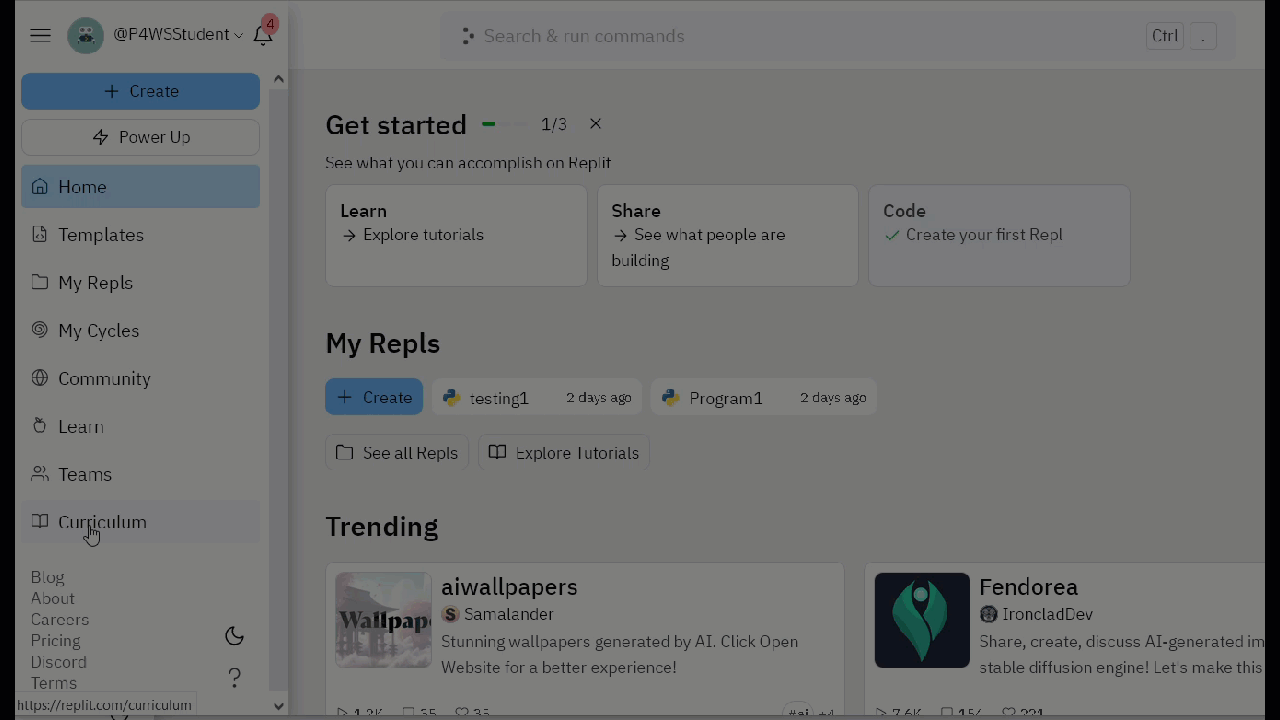 @P4WSStudent
4
Search & run commands
Ctrl
.
Create
Power Up
Home
Templates
My Repls
My Cycles
Community
Learn
Teams
Curriculum
Blog
About
Careers
Pricing
Discord
Terms
https://replit.com/curriculum
Get started
1/3
See what you can accomplish on Replit
Learn
Explore tutorials
Share
See what people are
building
Code
Create your first Repl
My Repls
Create
testing1
2 days ago
Program1
2 days ago
See all Repls
Explore Tutorials
Trending
Wallpap
aiwallpapers
S Samalander
Stunning wallpapers generated by AI. Click Open
Website for a better experience!
1.2K
35
35
#ai
+4
Fendorea
IroncladDev
Share, create, discuss AI-generated im
stable diffusion engine! Let's make this
7.6K
154
221